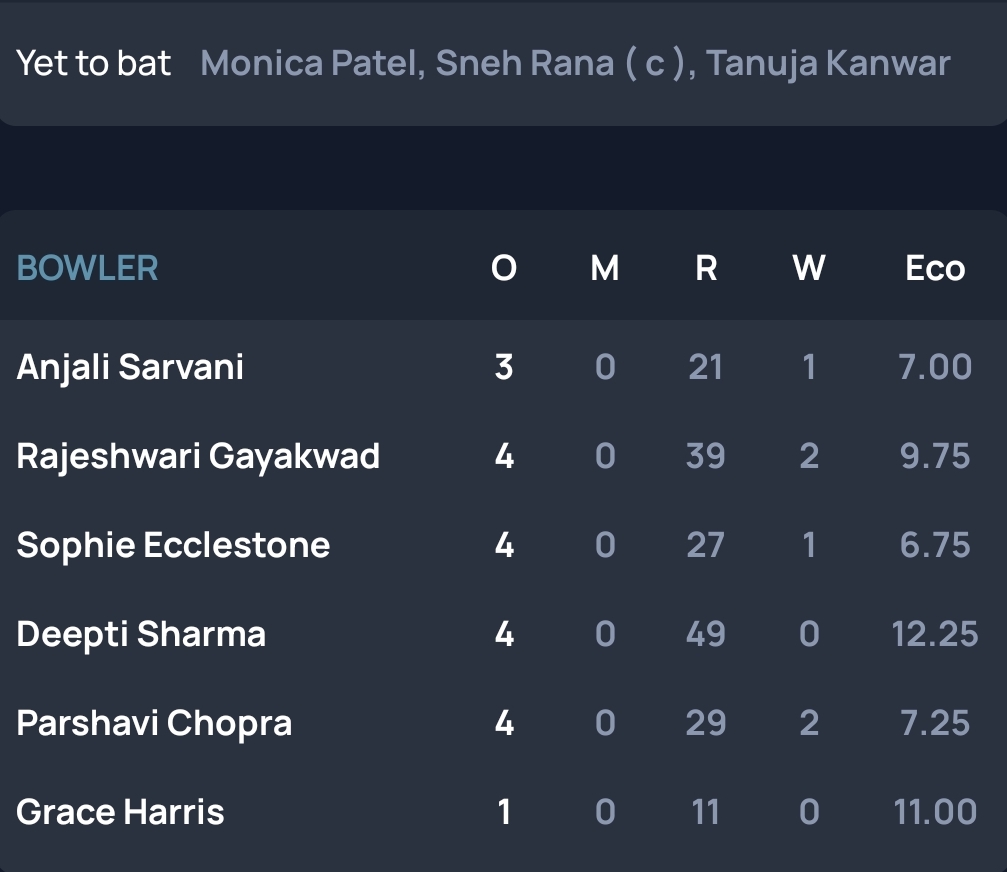 Yet to bat Monica Patel, Sneh Rana ( c ), Tanuja Kanwar
BOWLER O M R W Eco
Anjali Sarvani 3 0 21 1 7.00
Rajeshwari Gayakwad 4 0 39 2 9.75
Sophie Ecclestone 4 0 27 1 6.75
Deepti Sharma 4 0 49 0 12.25
Parshavi Chopra 4 0 29 2 7.25
Grace Harris 1 0 11 0 11.00